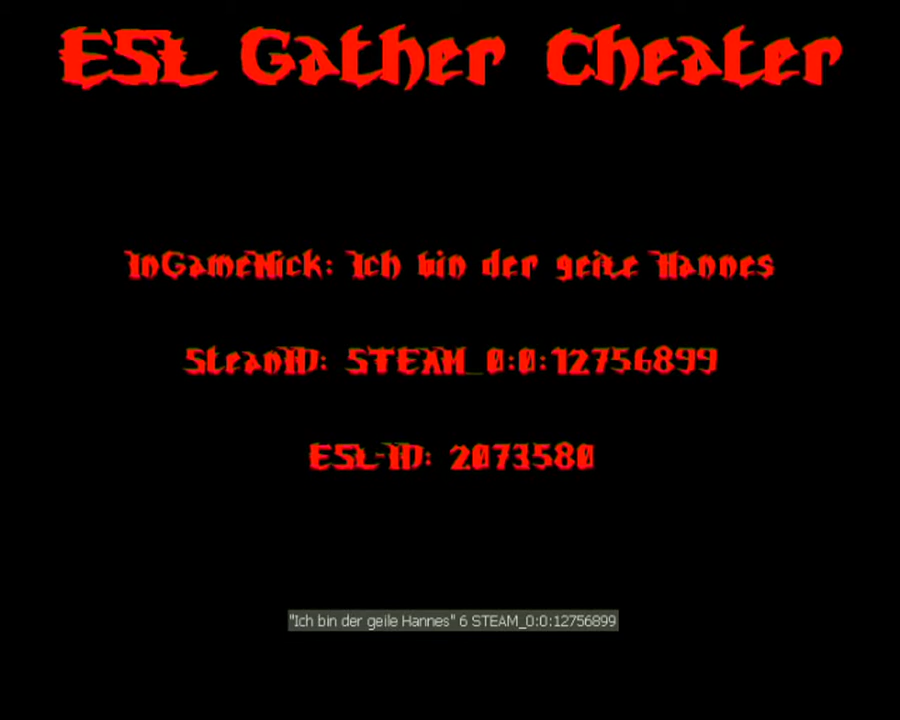 ESL Gather Cheater
InGameNick: Ich bin der geile Hannes
SteamID: STEAM_0:0:12756899
ESL-ID: 2073580
"Ich bin der geile Hannes" 6 STEAM_0:0:12756899